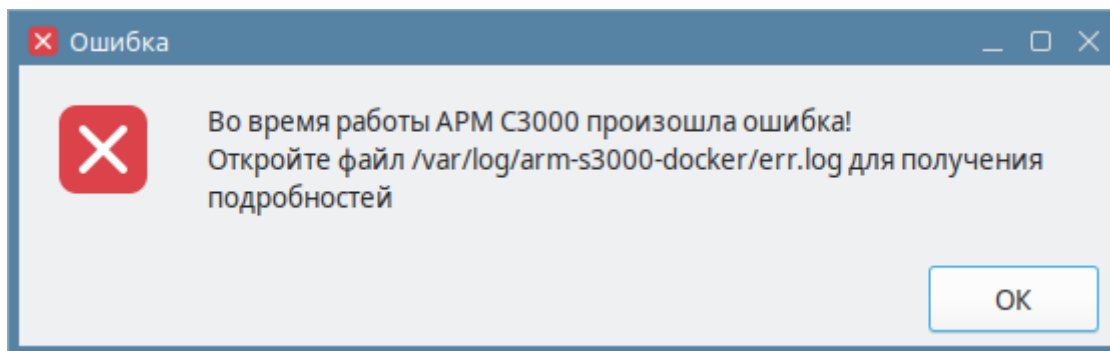 Ошибка
Во время работы АРМ С3000 произошла ошибка!
Откройте файл /var/log/arm-s3000-docker/err.log для получения
подробностей
ОК